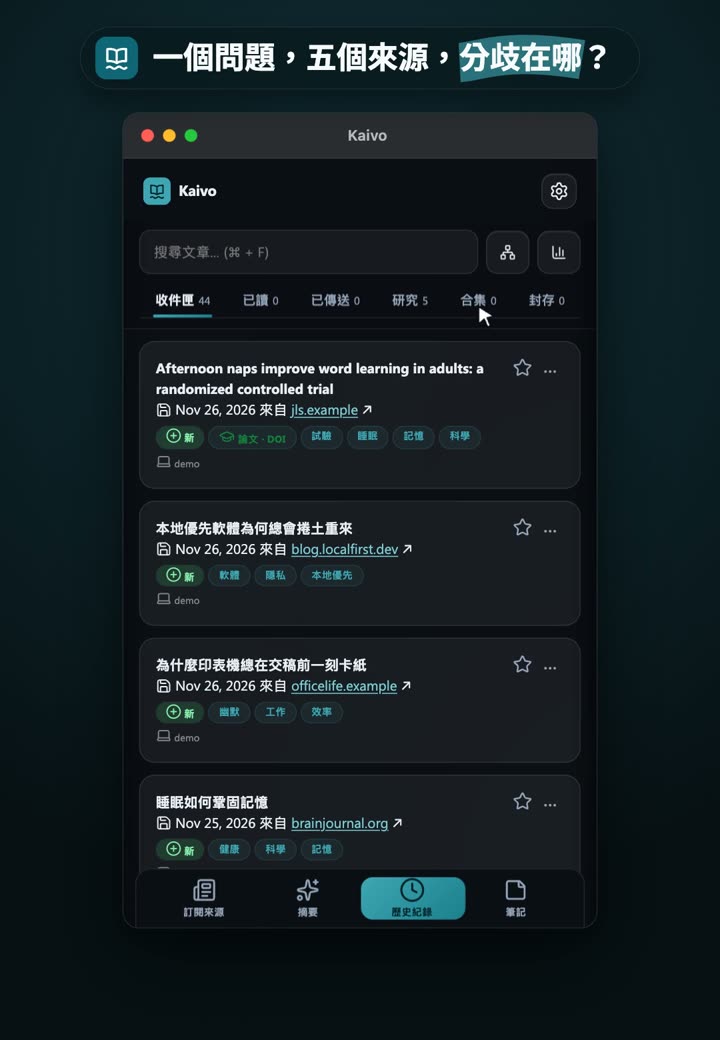 一個問題，五個來源，分歧在哪？
Kaivo
Kaivo
搜尋文章... (⌘ + F)
收件匣 44 已讀 0 已傳送 0 研究 5 合集 0 封存 0
Afternoon naps improve word learning in adults: a
randomized controlled trial
Nov 26, 2026 來自 jls.example ↗
新 論文 · DOI 試驗 睡眠 記憶 科學
demo
本地優先軟體為何總會捲土重來
Nov 26, 2026 來自 blog.localfirst.dev ↗
新 軟體 隱私 本地優先
demo
為什麼印表機總在交稿前一刻卡紙
Nov 26, 2026 來自 officelife.example ↗
新 幽默 工作 效率
demo
睡眠如何鞏固記憶
Nov 25, 2026 來自 brainjournal.org ↗
新 健康 科學 記憶
訂閱來源 摘要 歷史紀錄 筆記